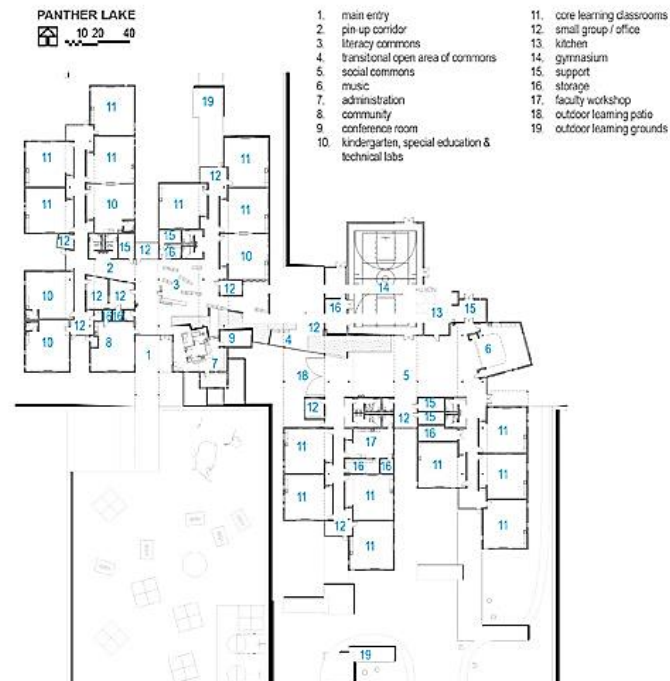 PANTHER LAKE
10 20 40
1. main entry
2. pin-up corridor
3. literacy commons
4. transitional open area of commons
5. social commons
6. music
7. administration
8. community
9. conference room
10. kindergarten, special education &
technical labs
11. core learning classrooms
12. small group / office
13. kitchen
14. gymnasium
15. support
16. storage
17. faculty workshop
18. outdoor learning patio
19. outdoor learning grounds
11
19
11
11
11
12
11
11
11
10
11
12
15
12
15
16
10
2
3
10
12
12
12
14
16
16
16
13
15
12
12
10
8
1
9
7
4
6
18
5
12
15
12
15
16
11
17
11
16
16
11
11
11
11
12
11
11
19